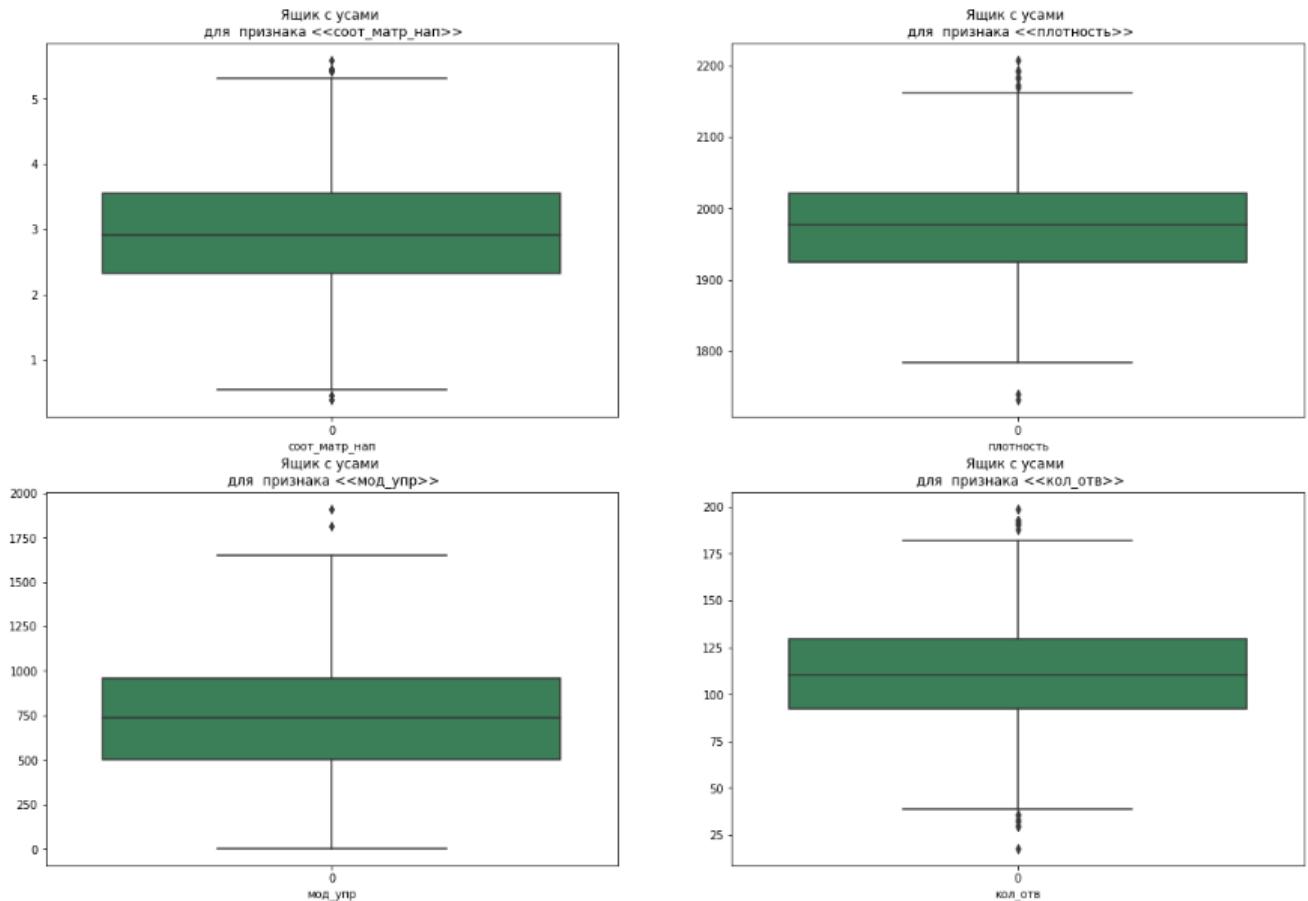 Ящик с усами
для признака <<соот_матр_нап>>
5
4
3
2
1
0
соот_матр_нап
Ящик с усами
для признака <<плотность>>
2200
2100
2000
1900
1800
0
плотность
Ящик с усами
для признака <<мод_упр>>
2000
1750
1500
1250
1000
750
500
250
0
0
мод_упр
Ящик с усами
для признака <<кол_отв>>
200
175
150
125
100
75
50
25
0
кол_отв